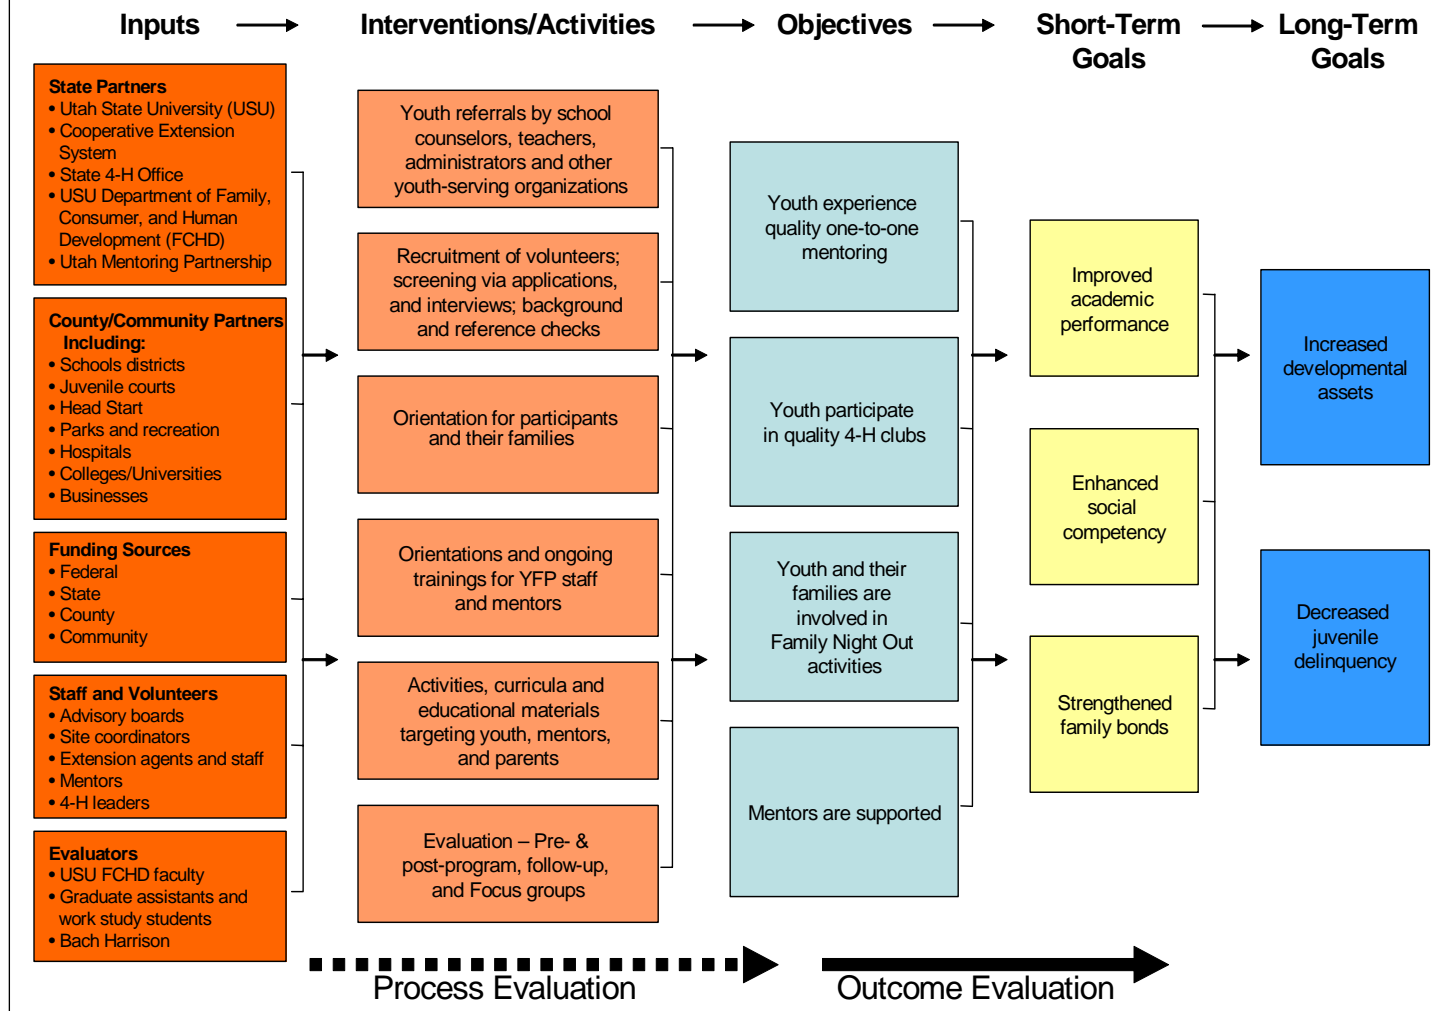 Inputs
Interventions/Activities
Objectives
Short-Term
Goals
Long-Term
Goals
State Partners
• Utah State University (USU)
• Cooperative Extension
System
• State 4-H Office
• USU Department of Family,
Consumer, and Human
Development (FCHD)
• Utah Mentoring Partnership
County/Community Partners
Including:
• Schools districts
• Juvenile courts
• Head Start
• Parks and recreation
• Hospitals
• Colleges/Universities
• Businesses
Funding Sources
• Federal
• State
• County
• Community
Staff and Volunteers
• Advisory boards
• Site coordinators
• Extension agents and staff
• Mentors
• 4-H leaders
Evaluators
• USU FCHD faculty
• Graduate assistants and
work study students
• Bach Harrison
Youth referrals by school
counselors, teachers,
administrators and other
youth-serving organizations
Recruitment of volunteers;
screening via applications,
and interviews; background
and reference checks
Orientation for participants
and their families
Orientations and ongoing
trainings for YFP staff
and mentors
Activities, curricula and
educational materials
targeting youth, mentors,
and parents
Evaluation – Pre- &
post-program, follow-up,
and Focus groups
Youth experience
quality one-to-one
mentoring
Youth participate
in quality 4-H clubs
Youth and their
families are
involved in
Family Night Out
activities
Mentors are supported
Improved
academic
performance
Enhanced
social
competency
Strengthened
family bonds
Increased
developmental
assets
Decreased
juvenile
delinquency
Process Evaluation
Outcome Evaluation